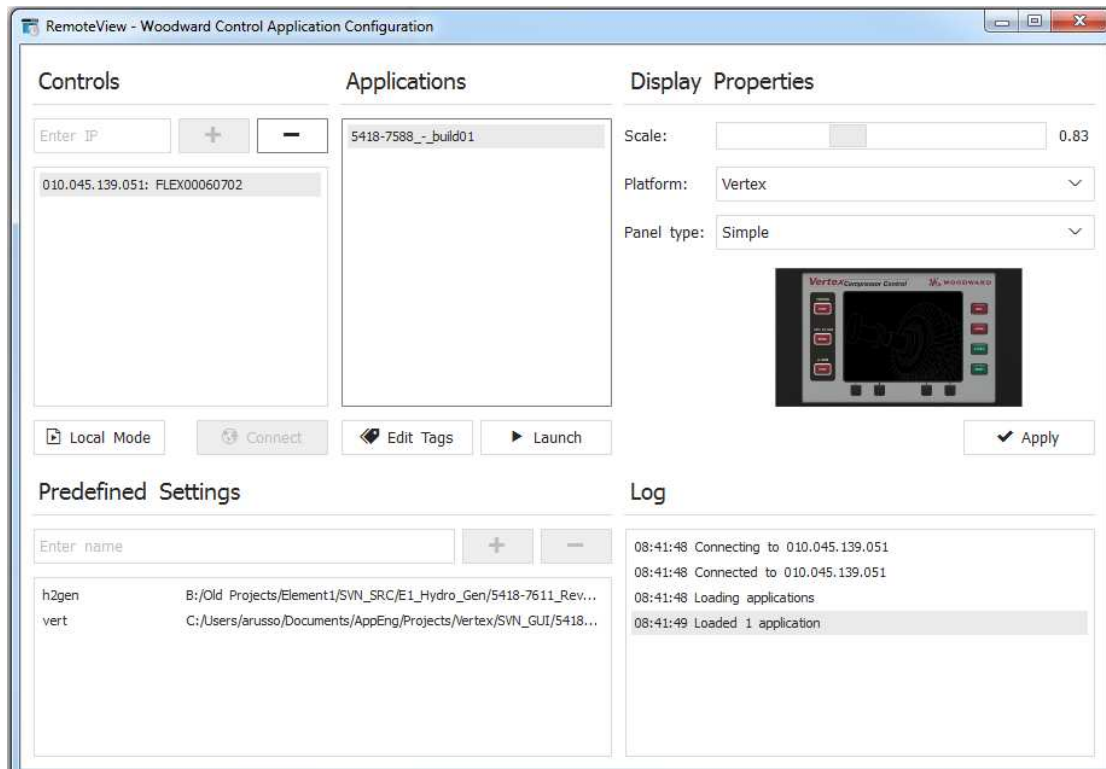 RemoteView - Woodward Control Application Configuration
Controls
Applications
Display Properties
Enter IP
+
−
5418-7588_-_build01
Scale:
0.83
010.045.139.051: FLEX00060702
Platform:
Vertex
Panel type:
Simple
Vertex Compressor Control
WOODWARD
Local Mode
Connect
Edit Tags
Launch
Apply
Predefined Settings
Log
Enter name
+
−
08:41:48 Connecting to 010.045.139.051
08:41:48 Connected to 010.045.139.051
08:41:48 Loading applications
08:41:49 Loaded 1 application
h2gen B:/Old Projects/Element1/SVN_SRC/E1_Hydro_Gen/5418-7611_Rev...
vert C:/Users/arusso/Documents/AppEng/Projects/Vertex/SVN_GUI/5418...